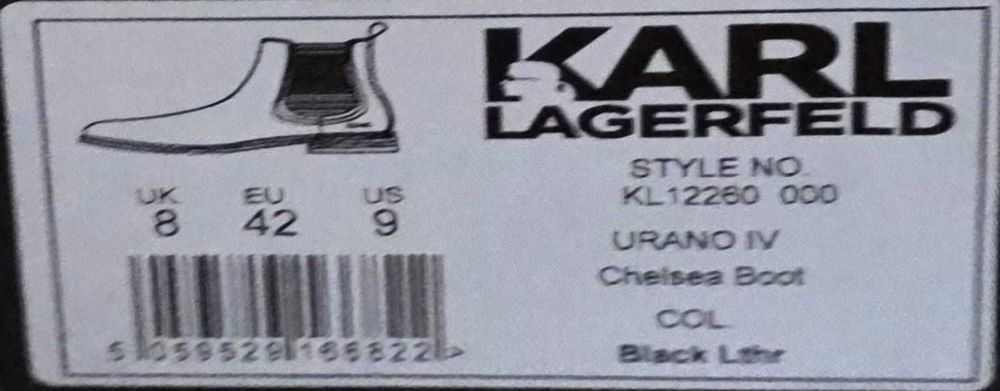 KARL
LAGERFELD
STYLE NO.
KL12260 000
URANO IV
Chelsea Boot
COL
Black Lthr
UK EU US
8 42 9
5 059529 166822 >